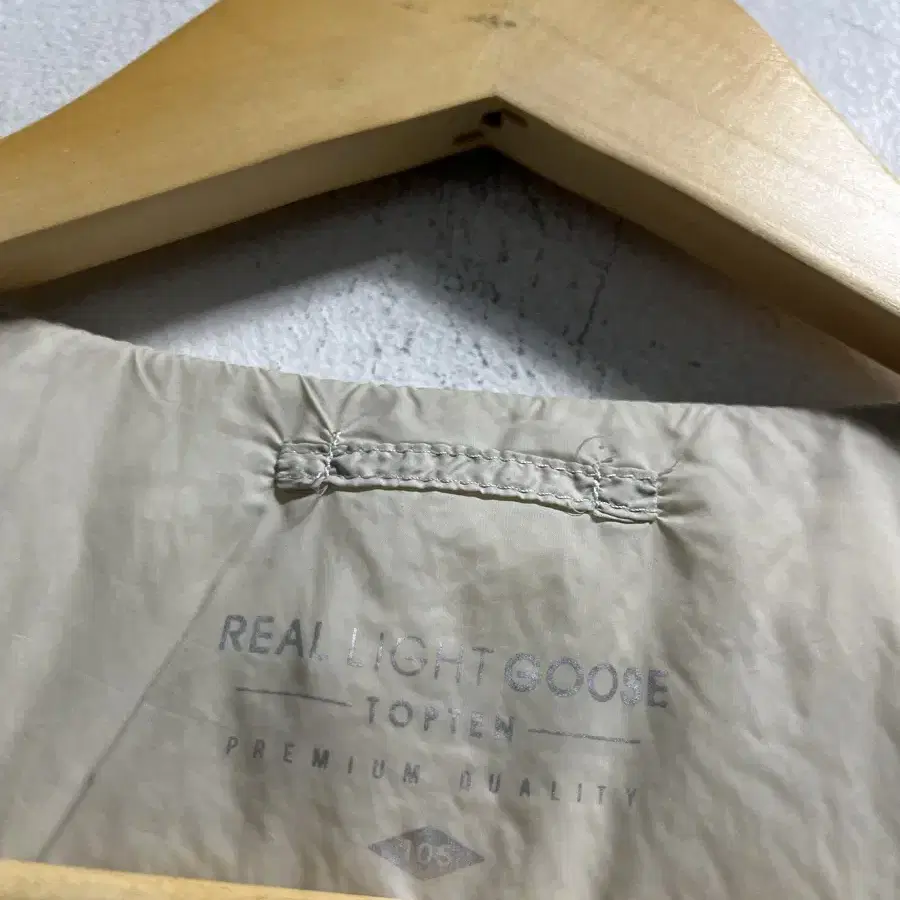 REAL LIGHT GOOSE
TOPTEN
PREMIUM QUALITY
105